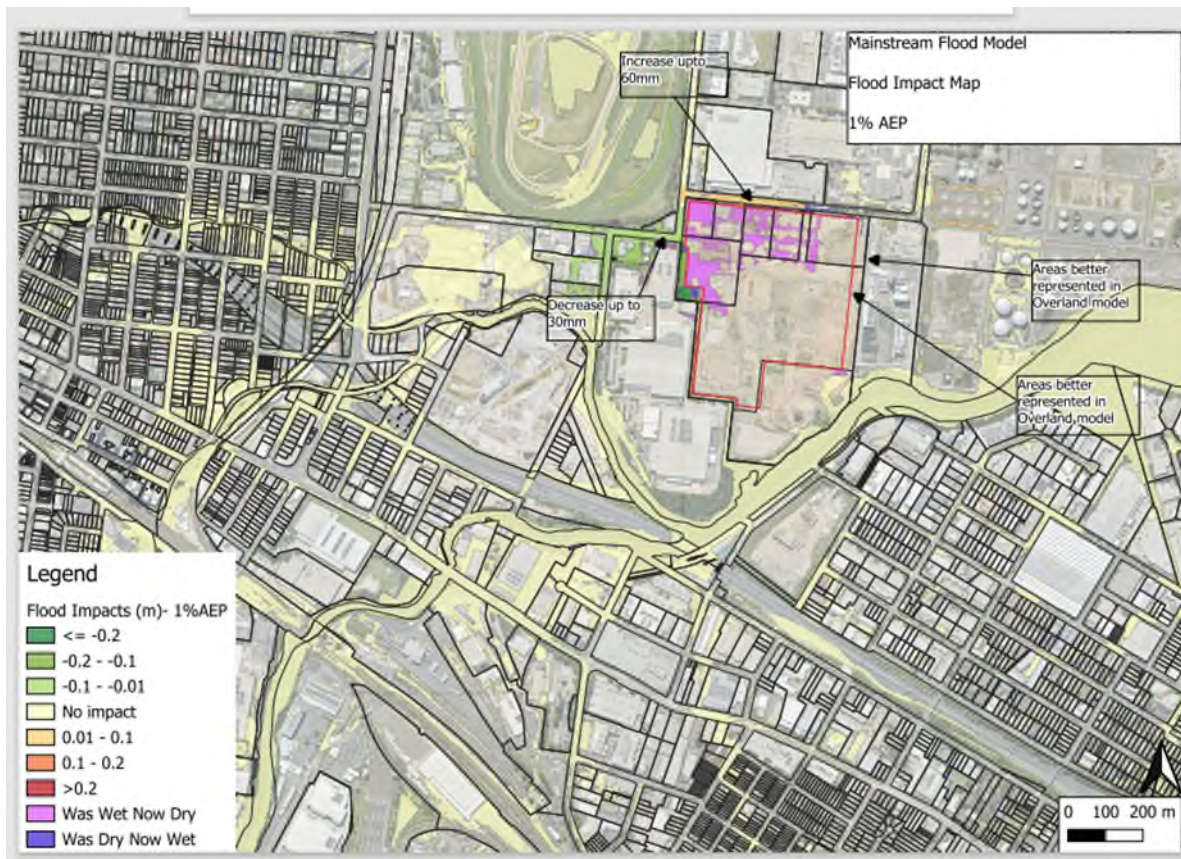 Mainstream Flood Model
Flood Impact Map
1% AEP
Increase upto
60mm
Decrease up to
30mm
Areas better
represented in
Overland model
Areas better
represented in
Overland model
Legend
Flood Impacts (m)- 1%AEP
<= -0.2
-0.2 - -0.1
-0.1 - -0.01
No impact
0.01 - 0.1
0.1 - 0.2
>0.2
Was Wet Now Dry
Was Dry Now Wet
0 100 200 m